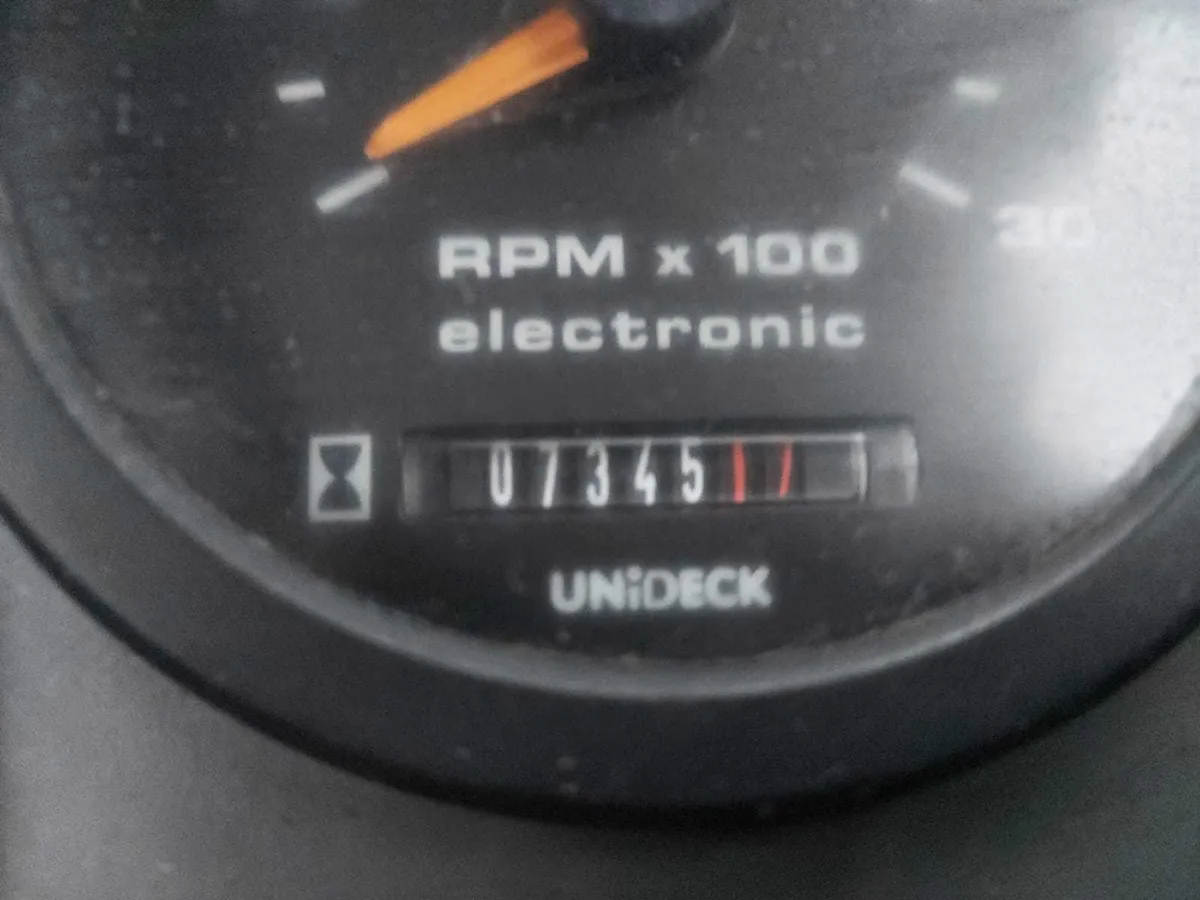 30
RPM x 100
electronic
0734517
UNiDECK